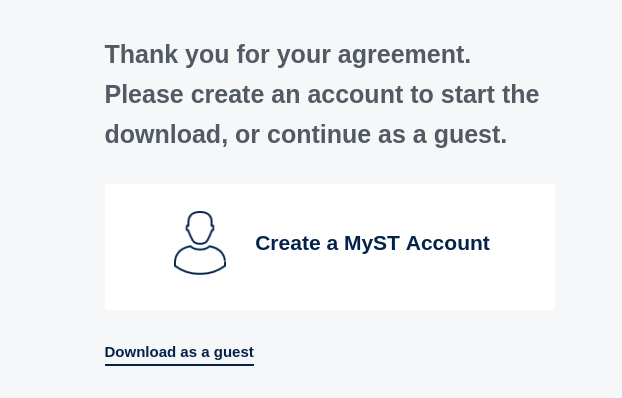 Thank you for your agreement.
Please create an account to start the
download, or continue as a guest.
Create a MyST Account
Download as a guest